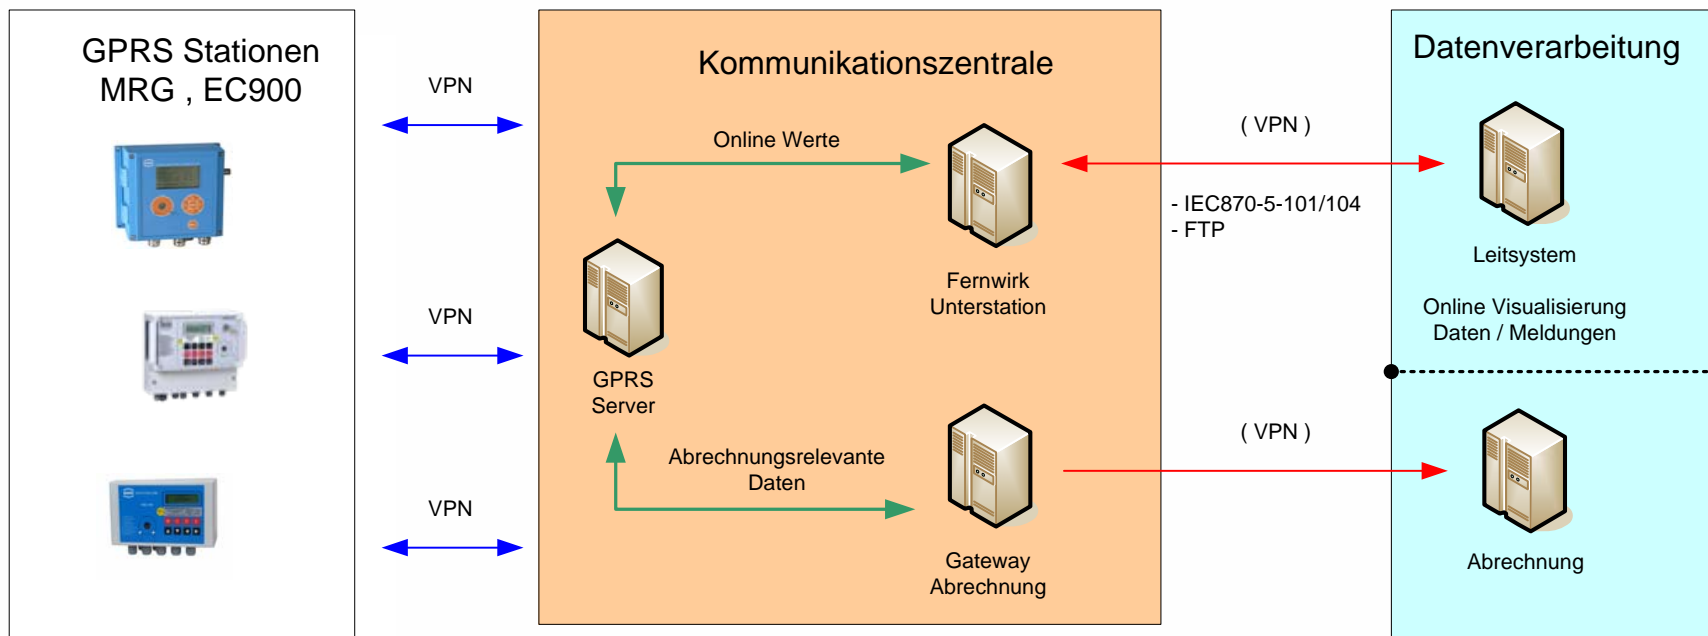 GPRS Stationen
MRG , EC900
VPN
VPN
VPN
Kommunikationszentrale
Online Werte
Fernwirk
Unterstation
GPRS
Server
Abrechnungsrelevante
Daten
Gateway
Abrechnung
( VPN )
- IEC870-5-101/104
- FTP
( VPN )
Datenverarbeitung
Leitsystem
Online Visualisierung
Daten / Meldungen
Abrechnung